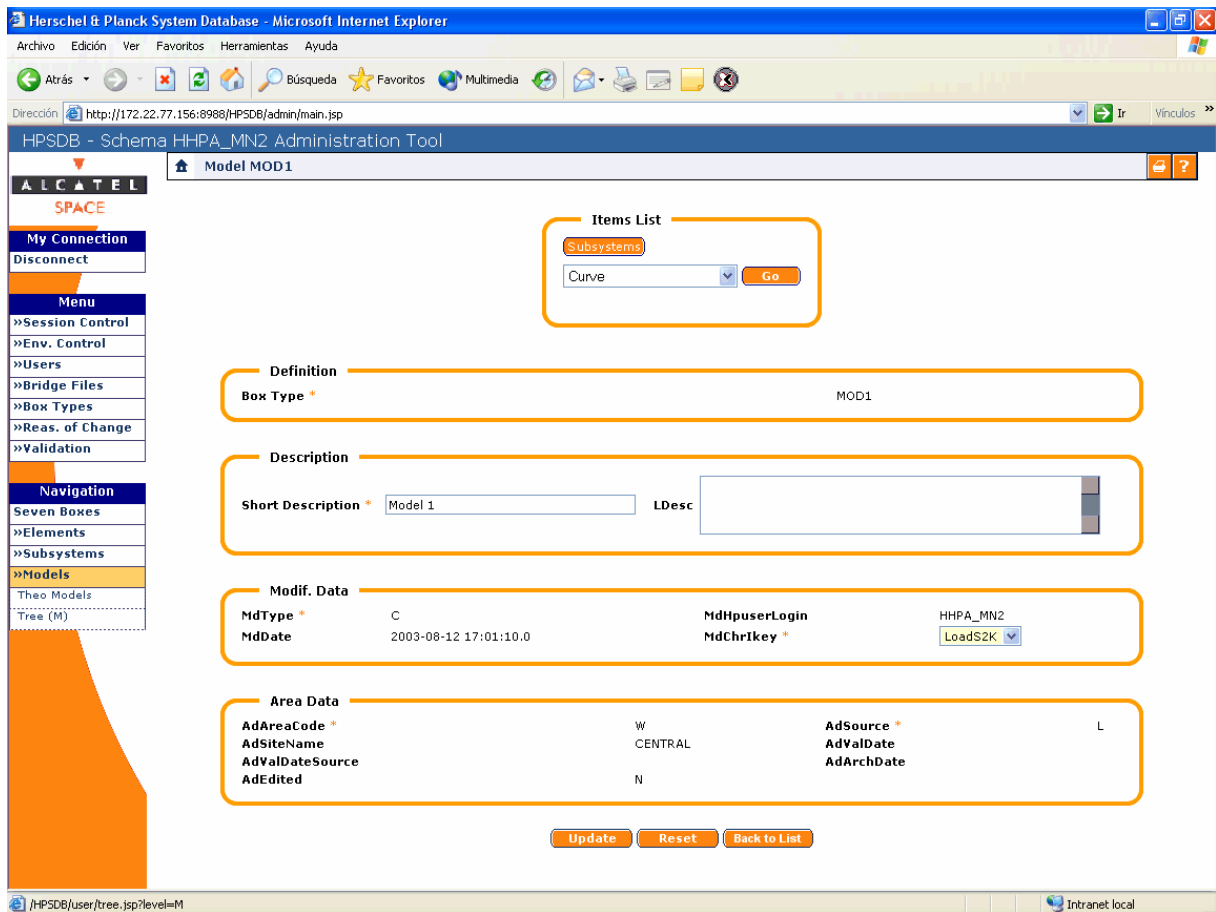 Herschel & Planck System Database - Microsoft Internet Explorer
Archivo Edición Ver Favoritos Herramientas Ayuda
Atrás Búsqueda Favoritos Multimedia
Dirección http://172.22.77.156:8988/HPSDB/admin/main.jsp Ir Vínculos »
HPSDB - Schema HHPA_MN2 Administration Tool
Model MOD1 ?
ALCATEL
SPACE
My Connection
Disconnect
Menu
»Session Control
»Env. Control
»Users
»Bridge Files
»Box Types
»Reas. of Change
»Validation
Navigation
Seven Boxes
»Elements
»Subsystems
»Models
Theo Models
Tree (M)
Items List
Subsystems
Curve Go
Definition
Box Type * MOD1
Description
Short Description * Model 1 LDesc
Modif. Data
MdType * C MdHpuserLogin HHPA_MN2
MdDate 2003-08-12 17:01:10.0 MdChrIkey * LoadS2K
Area Data
AdAreaCode * W AdSource * L
AdSiteName CENTRAL AdValDate
AdValDateSource AdArchDate
AdEdited N
Update Reset Back to List
/HPSDB/user/tree.jsp?level=M Intranet local